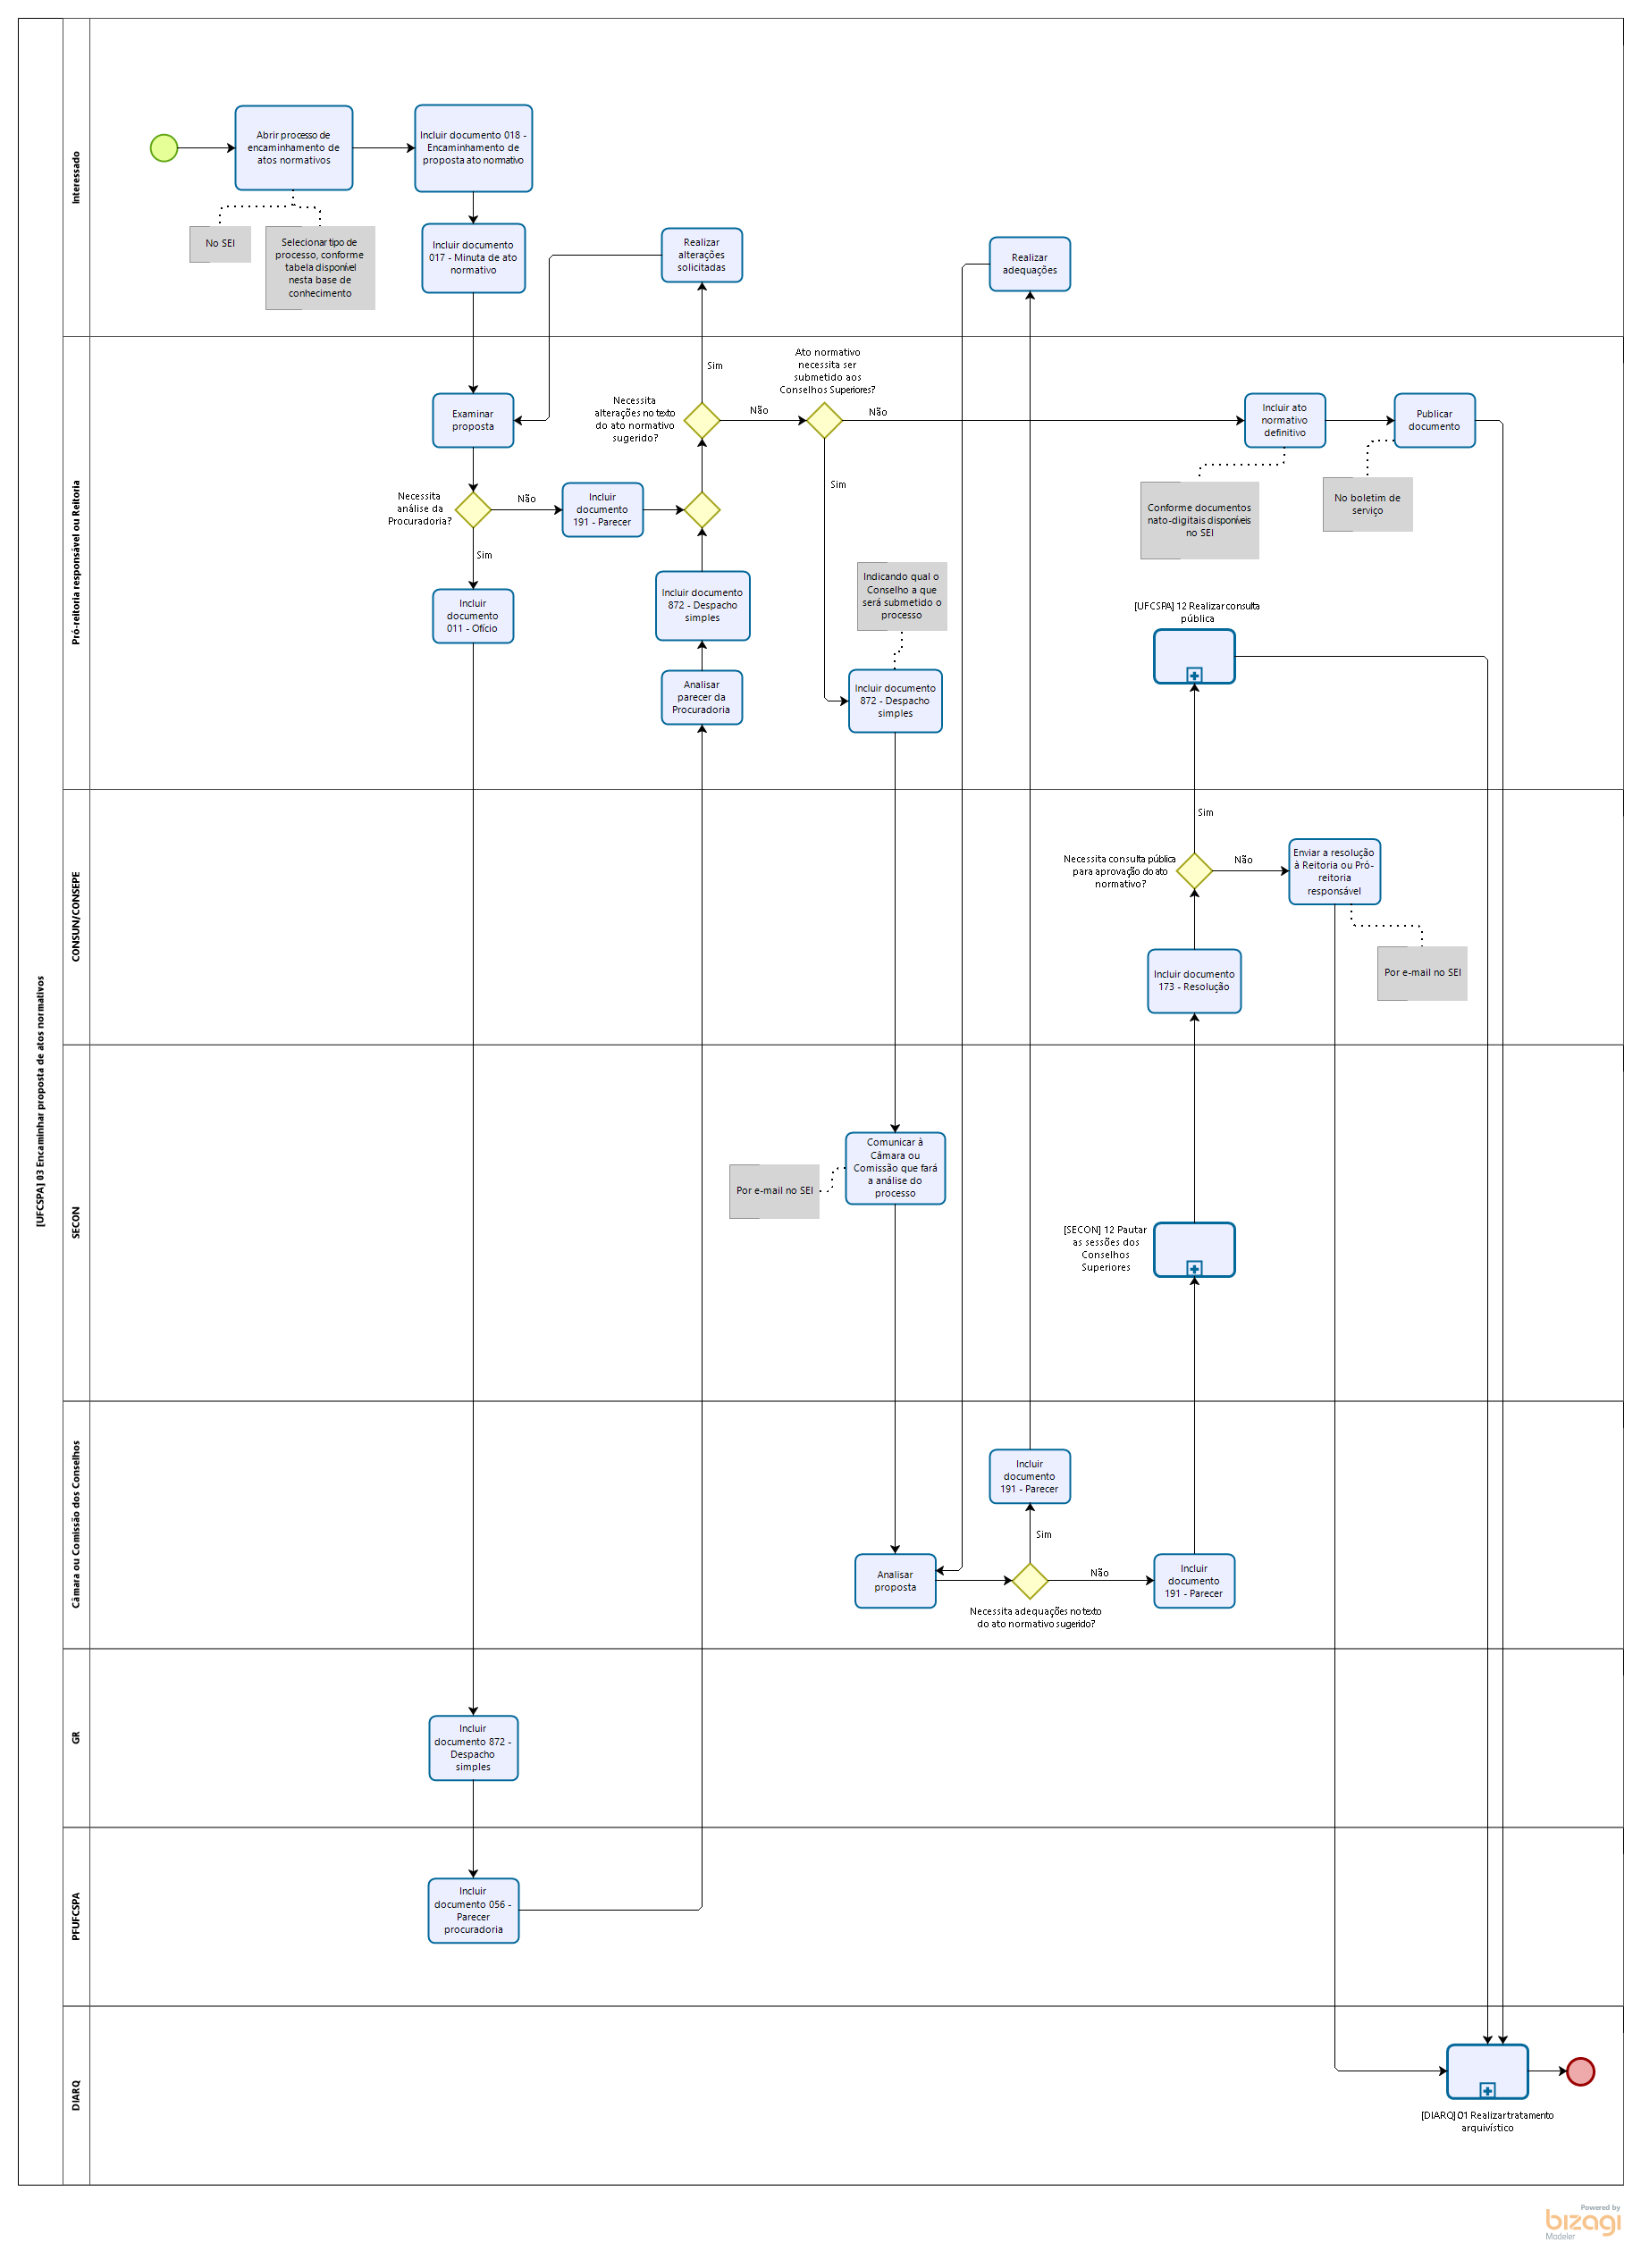 [UFCSPA] 03 Encaminhar proposta de atos normativos
Interessado
Abrir processo de
encaminhamento de
atos normativos
Incluir documento 018 -
Encaminhamento de
proposta ato normativo
No SEI
Selecionar tipo de
processo, conforme
tabela disponível
nesta base de
conhecimento
Incluir documento
017 - Minuta de ato
normativo
Realizar
alterações
solicitadas
Realizar
adequações
Pró-reitoria responsável ou Reitoria
Examinar
proposta
Necessita
análise da
Procuradoria?
Não
Sim
Incluir
documento
191 - Parecer
Incluir
documento
011 - Ofício
Necessita
alterações no texto
do ato normativo
sugerido?
Sim
Não
Ato normativo
necessita ser
submetido aos
Conselhos Superiores?
Não
Sim
Incluir documento
872 - Despacho
simples
Analisar
parecer da
Procuradoria
Indicando qual o
Conselho a que
será submetido o
processo
Incluir documento
872 - Despacho
simples
Incluir ato
normativo
definitivo
Publicar
documento
Conforme documentos
nato-digitais disponíveis
no SEI
No boletim de
serviço
[UFCSPA] 12 Realizar consulta
pública
CONSUN/CONSEPE
Sim
Necessita consulta pública
para aprovação do ato
normativo?
Não
Enviar a resolução
à Reitoria ou Pró-
reitoria
responsável
Incluir documento
173 - Resolução
Por e-mail no SEI
SECON
Comunicar à
Câmara ou
Comissão que fará
a análise do
processo
Por e-mail no SEI
[SECON] 12 Pautar
as sessões dos
Conselhos
Superiores
Câmara ou Comissão dos Conselhos
Incluir
documento
191 - Parecer
Sim
Analisar
proposta
Não
Incluir
documento
191 - Parecer
Necessita adequações no texto
do ato normativo sugerido?
GR
Incluir
documento 872 -
Despacho
simples
PFUFCSPA
Incluir
documento 056 -
Parecer
procuradoria
DIARQ
[DIARQ] 01 Realizar tratamento
arquivístico
Powered by
bizagi
Modeler